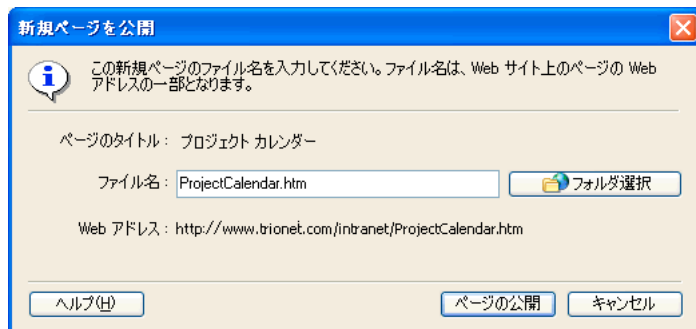 新規ページを公開
この新規ページのファイル名を入力してください。ファイル名は、Web サイト上のページの Web
アドレスの一部となります。
ページのタイトル： プロジェクト カレンダー
ファイル名： ProjectCalendar.htm フォルダ選択
Web アドレス： http://www.trionet.com/intranet/ProjectCalendar.htm
ヘルプ(H) ページの公開 キャンセル